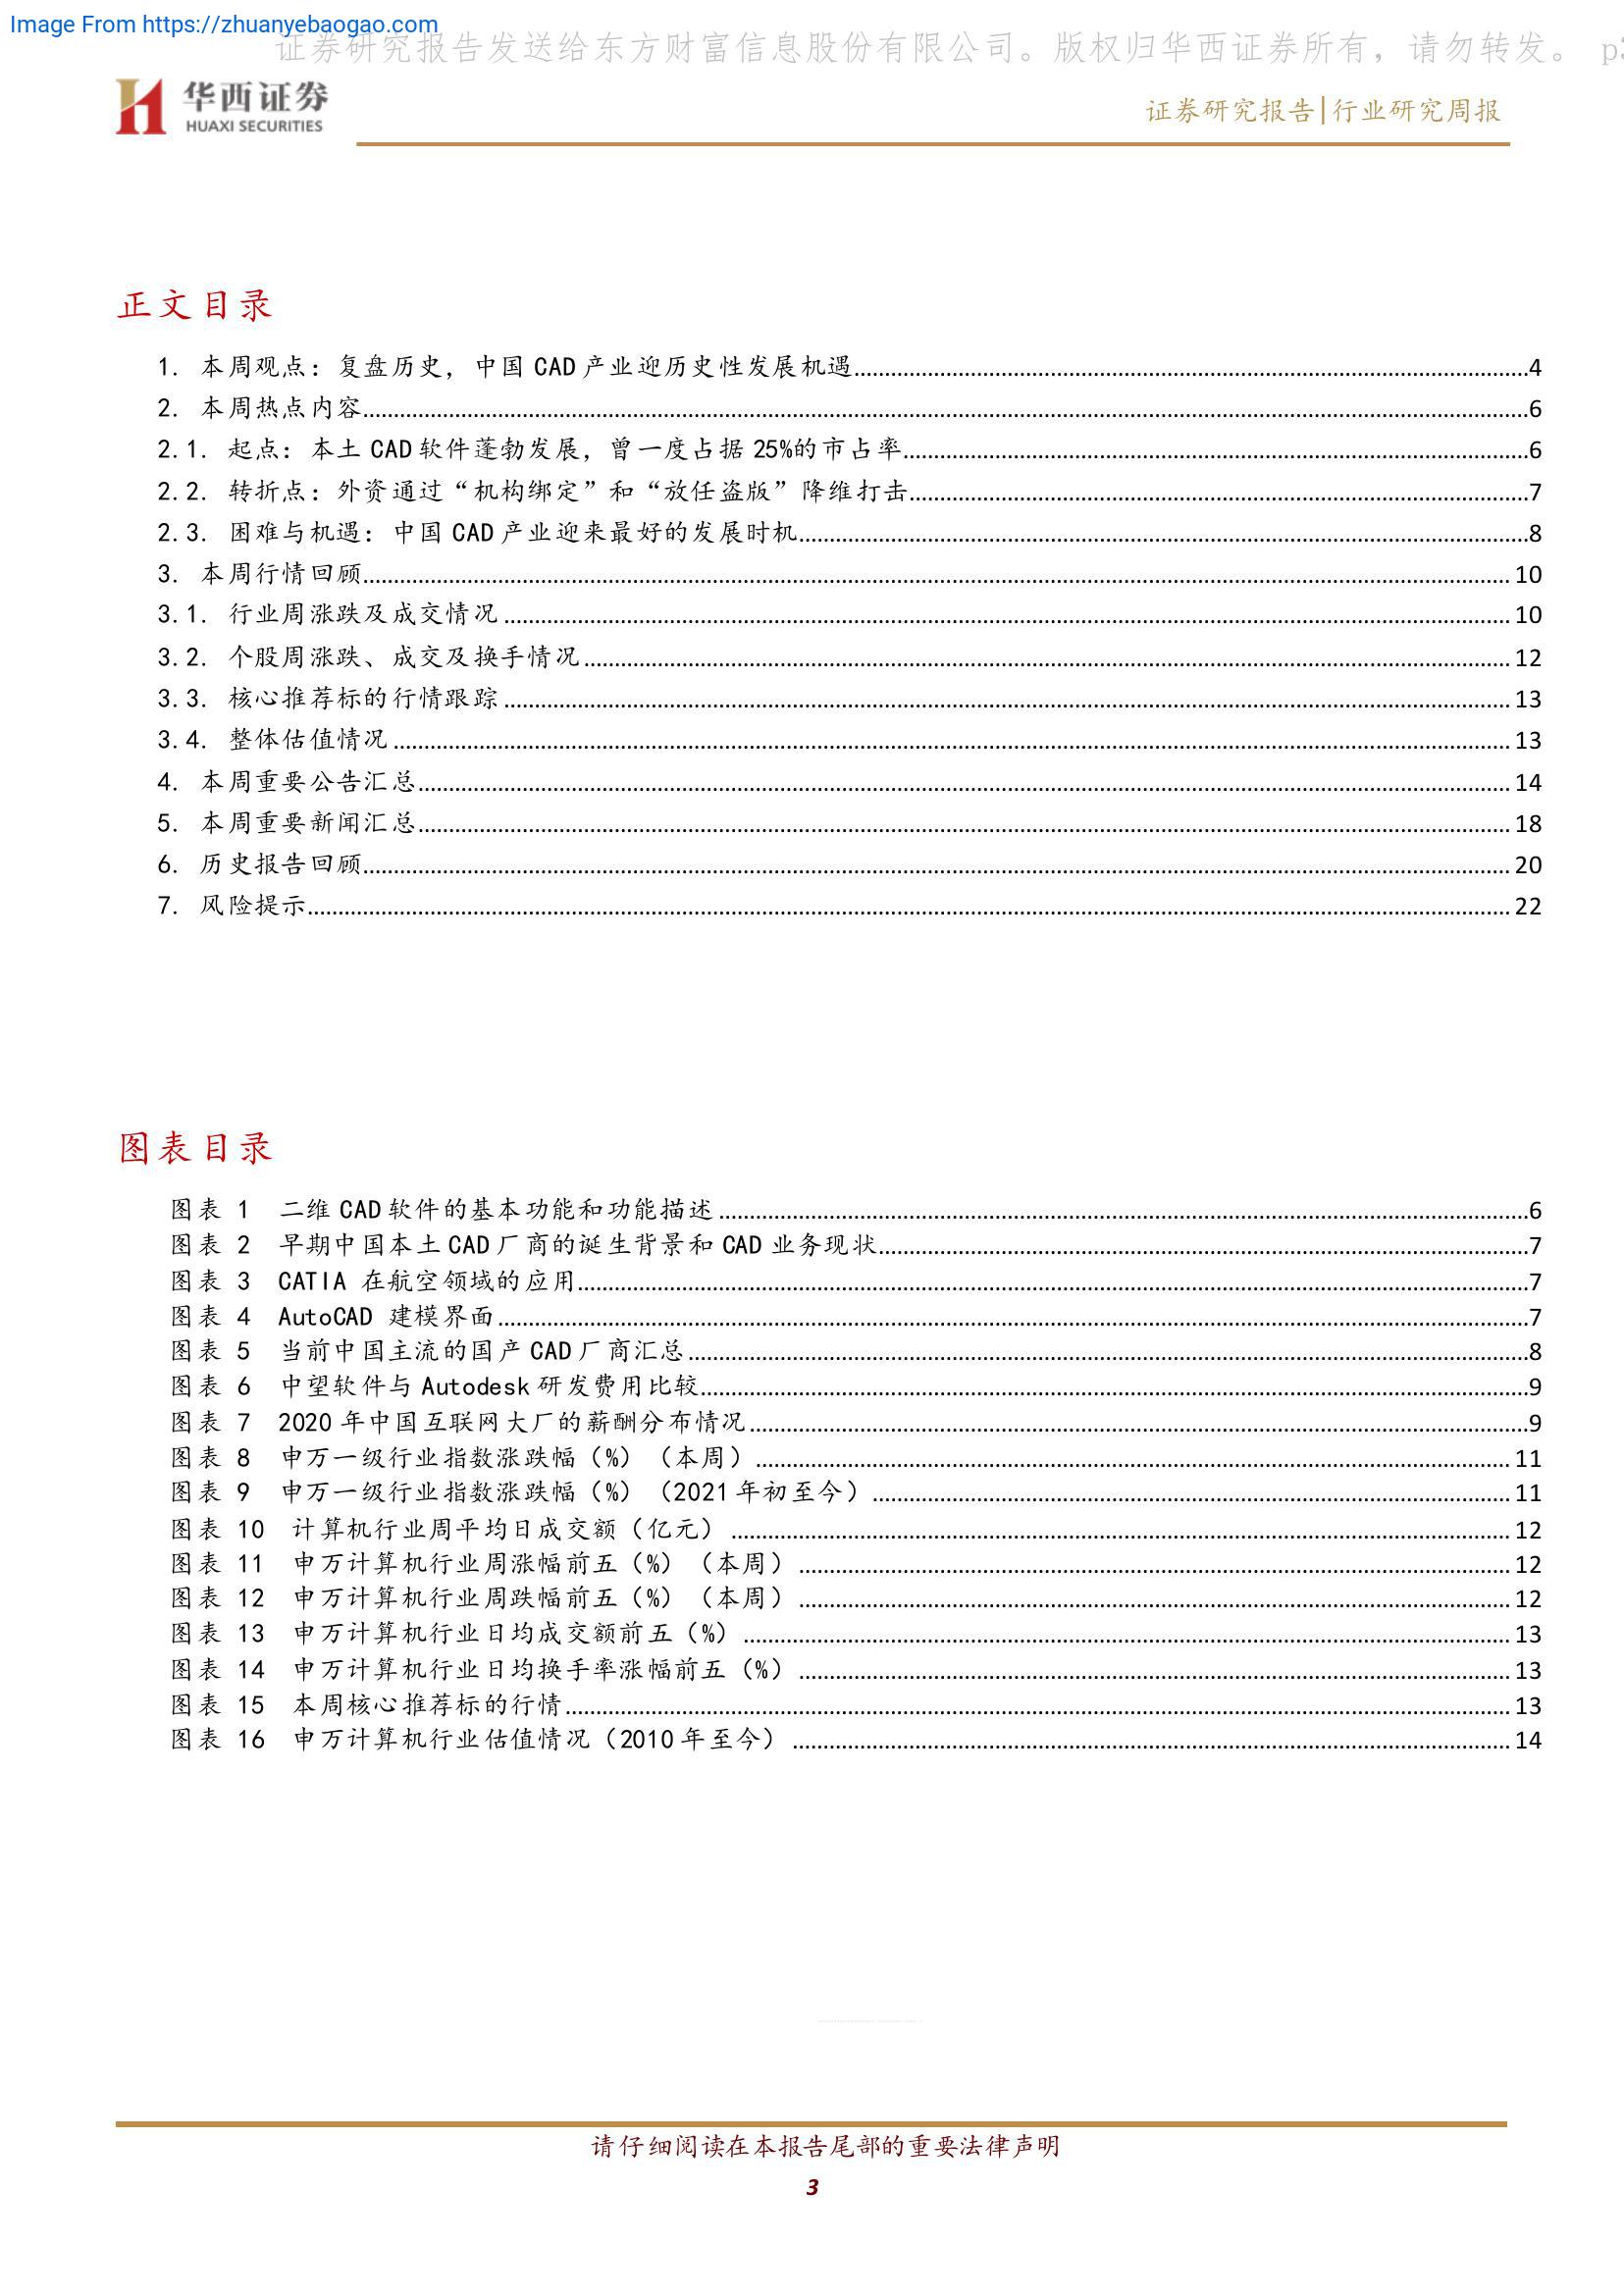 Image From https://zhuanyebaogao.com
证券研究报告发送给东方财富信息股份有限公司。版权归华西证券所有，请勿转发。 p3
华西证券
HUAXI SECURITIES
证券研究报告|行业研究周报
正文目录
1. 本周观点：复盘历史，中国 CAD 产业迎历史性发展机遇 4
2. 本周热点内容 6
2.1. 起点：本土 CAD 软件蓬勃发展，曾一度占据 25%的市占率 6
2.2. 转折点：外资通过“机构绑定”和“放任盗版”降维打击 7
2.3. 困难与机遇：中国 CAD 产业迎来最好的发展时机 8
3. 本周行情回顾 10
3.1. 行业周涨跌及成交情况 10
3.2. 个股周涨跌、成交及换手情况 12
3.3. 核心推荐标的行情跟踪 13
3.4. 整体估值情况 13
4. 本周重要公告汇总 14
5. 本周重要新闻汇总 18
6. 历史报告回顾 20
7. 风险提示 22
图表目录
图表 1 二维 CAD 软件的基本功能和功能描述 6
图表 2 早期中国本土 CAD 厂商的诞生背景和 CAD 业务现状 7
图表 3 CATIA 在航空领域的应用 7
图表 4 AutoCAD 建模界面 7
图表 5 当前中国主流的国产 CAD 厂商汇总 8
图表 6 中望软件与 Autodesk 研发费用比较 9
图表 7 2020 年中国互联网大厂的薪酬分布情况 9
图表 8 申万一级行业指数涨跌幅（%）（本周） 11
图表 9 申万一级行业指数涨跌幅（%）（2021 年初至今） 11
图表 10 计算机行业周平均日成交额（亿元） 12
图表 11 申万计算机行业周涨幅前五（%）（本周） 12
图表 12 申万计算机行业周跌幅前五（%）（本周） 12
图表 13 申万计算机行业日均成交额前五（%） 13
图表 14 申万计算机行业日均换手率涨幅前五（%） 13
图表 15 本周核心推荐标的行情 13
图表 16 申万计算机行业估值情况（2010 年至今） 14
请仔细阅读在本报告尾部的重要法律声明
3